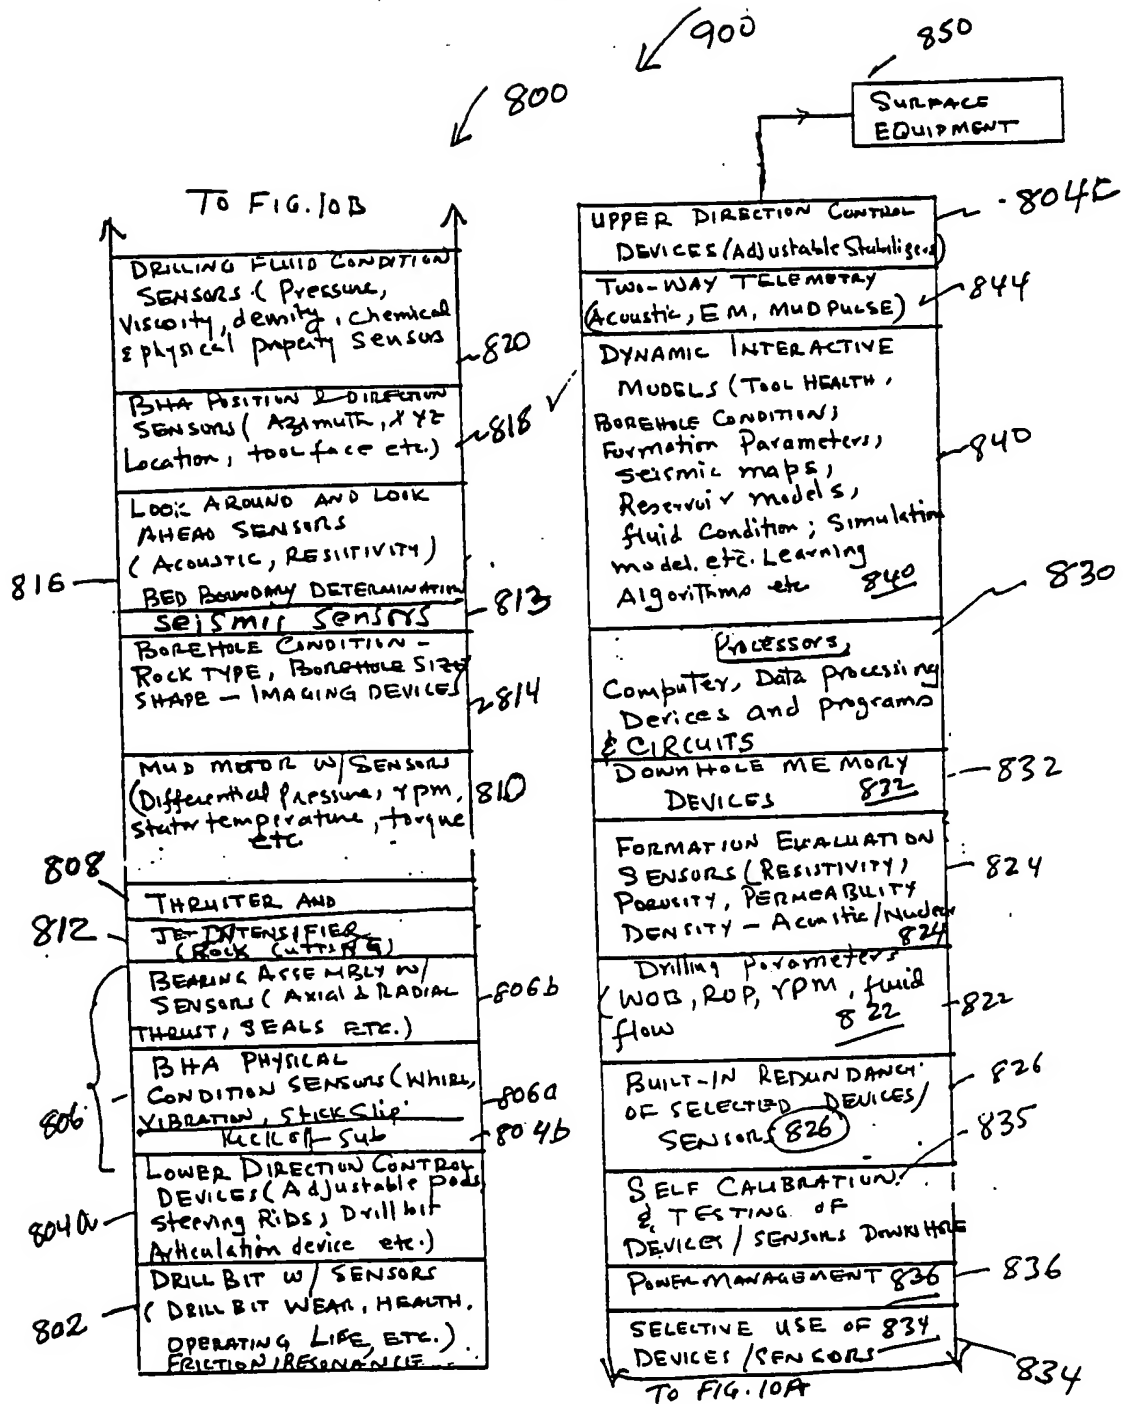 900
850
800
SURFACE
EQUIPMENT
TO FIG. 10B
DRILLING FLUID CONDITION
SENSORS (Pressure,
Viscosity, density, chemical
& physical property sensors
820
BHA POSITION & DIRECTION
SENSORS (Azimuth, XYZ
Location, tool face etc.)
818
LOOK AROUND AND LOOK
AHEAD SENSORS
(ACOUSTIC, RESISTIVITY)
BED BOUNDARY DETERMINATION
816
813
Seismic Sensors
BOREHOLE CONDITION -
ROCK TYPE, BOREHOLE SIZE
SHAPE - IMAGING DEVICES
814
MUD MOTOR W/ SENSORS
(Differential Pressure, rpm,
stator temperature, torque
etc.
810
808
THRUSTER AND
812
JET-INTENSIFIER
(ROCK CUTTING)
BEARING ASSEMBLY W/
SENSORS (AXIAL & RADIAL
THRUST, SEALS ETC.)
806b
BHA PHYSICAL
CONDITION SENSORS (WHIRL,
VIBRATION, Stick Slip
806
806a
Kick off-Sub
804b
LOWER DIRECTION CONTROL
DEVICES (Adjustable pads,
Steering Ribs, Drill bit
Articulation device etc.)
804a
DRILL BIT W/ SENSORS
(DRILL BIT WEAR, HEALTH,
OPERATING LIFE, ETC.)
FRICTION/RESONANCE
802
UPPER DIRECTION CONTROL
DEVICES (Adjustable Stabilizers)
804C
TWO-WAY TELEMETRY
(Acoustic, EM, MUD PULSE)
844
DYNAMIC INTERACTIVE
MODELS (TOOL HEALTH,
BOREHOLE CONDITION;
Formation Parameters,
Seismic maps,
Reservoir models,
fluid Condition; Simulation
model. etc. Learning
Algorithms etc 840
840
830
Processors,
Computer, Data processing
Devices and programs
& CIRCUITS
DOWNHOLE MEMORY
DEVICES 832
832
FORMATION EVALUATION
SENSORS (RESISTIVITY,
POROSITY, PERMEABILITY
DENSITY - Acoustic/Nuclear
824
824
Drilling Parameters
(WOB, ROP, rpm, fluid
flow 822
822
BUILT-IN REDUNDANCY
OF SELECTED DEVICES/
SENSORS 826
826
835
SELF CALIBRATION
& TESTING OF
DEVICES / SENSORS DOWNHOLE
POWER MANAGEMENT 836
836
SELECTIVE USE OF 834
DEVICES / SENSORS
834
TO FIG. 10A